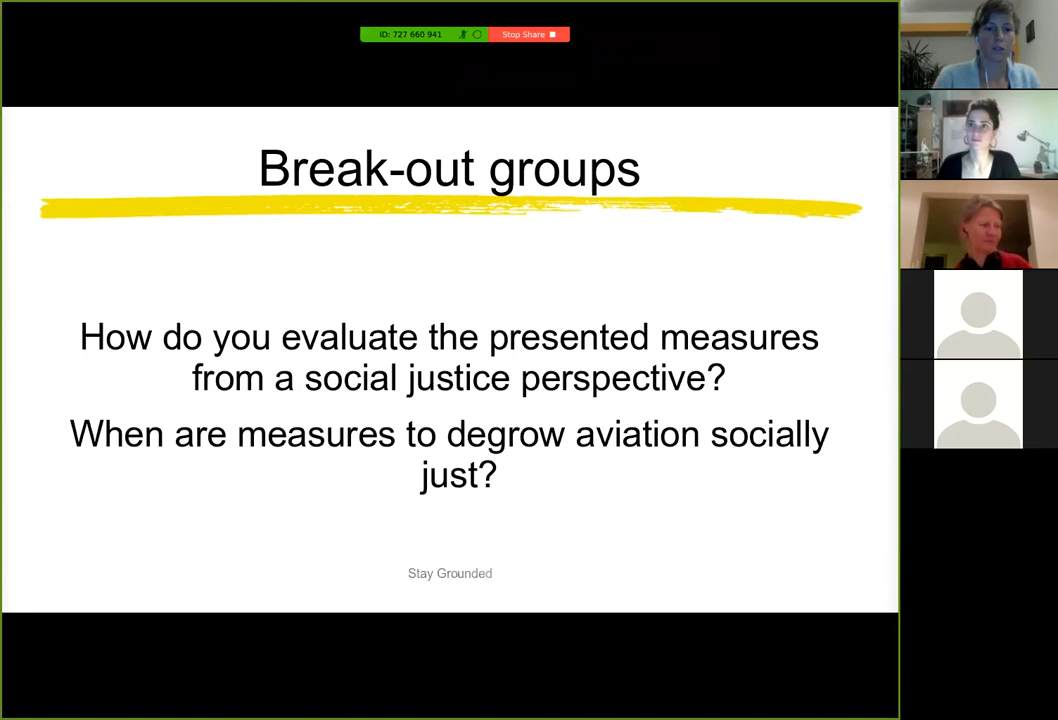 ID: 727 660 941
Stop Share
Break-out groups
How do you evaluate the presented measures
from a social justice perspective?
When are measures to degrow aviation socially
just?
Stay Grounded